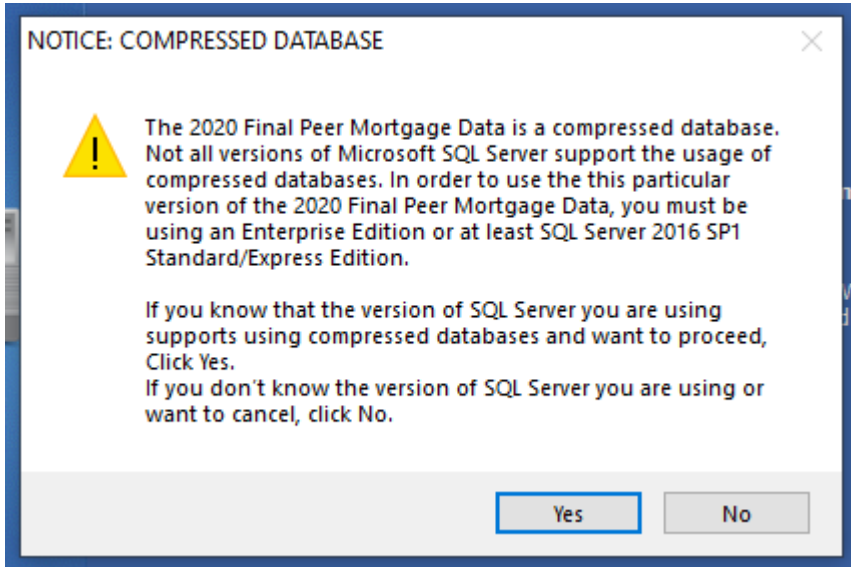 NOTICE: COMPRESSED DATABASE
The 2020 Final Peer Mortgage Data is a compressed database.
Not all versions of Microsoft SQL Server support the usage of
compressed databases. In order to use the this particular
version of the 2020 Final Peer Mortgage Data, you must be
using an Enterprise Edition or at least SQL Server 2016 SP1
Standard/Express Edition.
If you know that the version of SQL Server you are using
supports using compressed databases and want to proceed,
Click Yes.
If you don't know the version of SQL Server you are using or
want to cancel, click No.
Yes
No